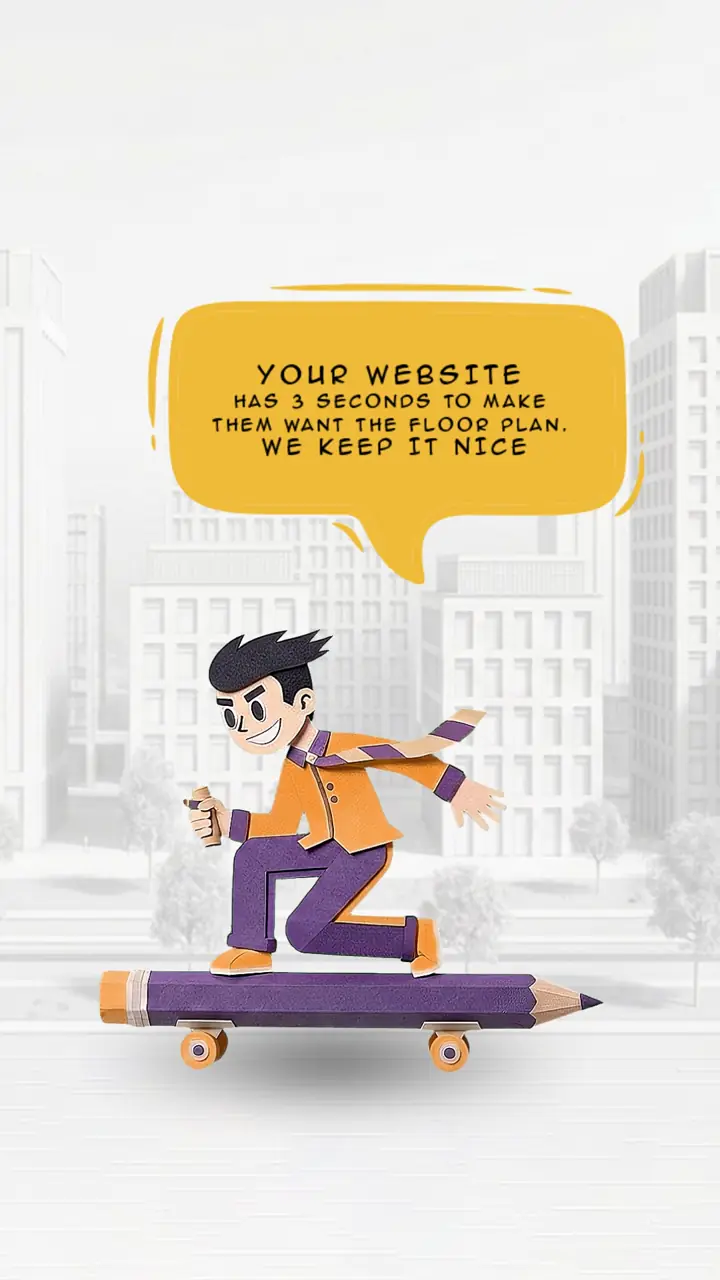 YOUR WEBSITE
HAS 3 SECONDS TO MAKE
THEM WANT THE FLOOR PLAN.
WE KEEP IT NICE